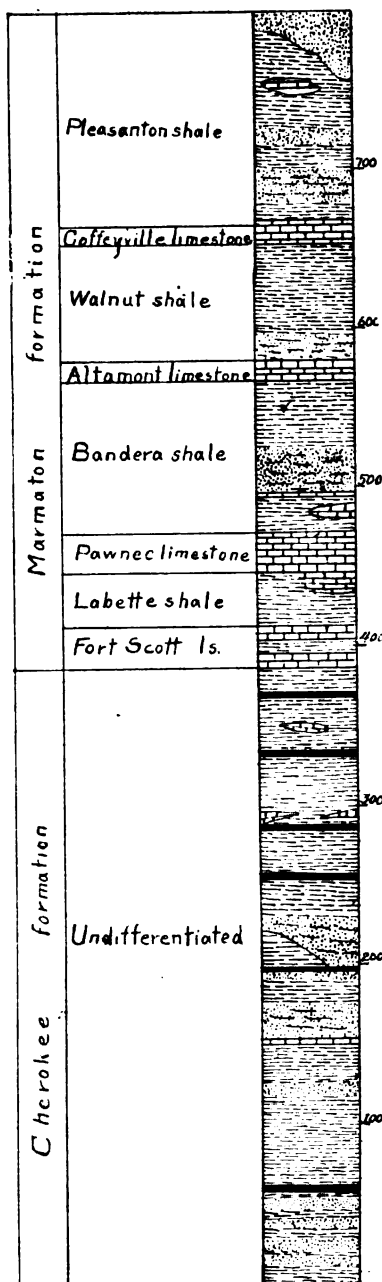 Marmaton formation
Pleasanton shale
Coffeyville limestone
Walnut shale
Altamont limestone
Bandera shale
Pawnee limestone
Labette shale
Fort Scott ls.
Cherokee formation
Undifferentiated
700
600
500
400
300
200
100